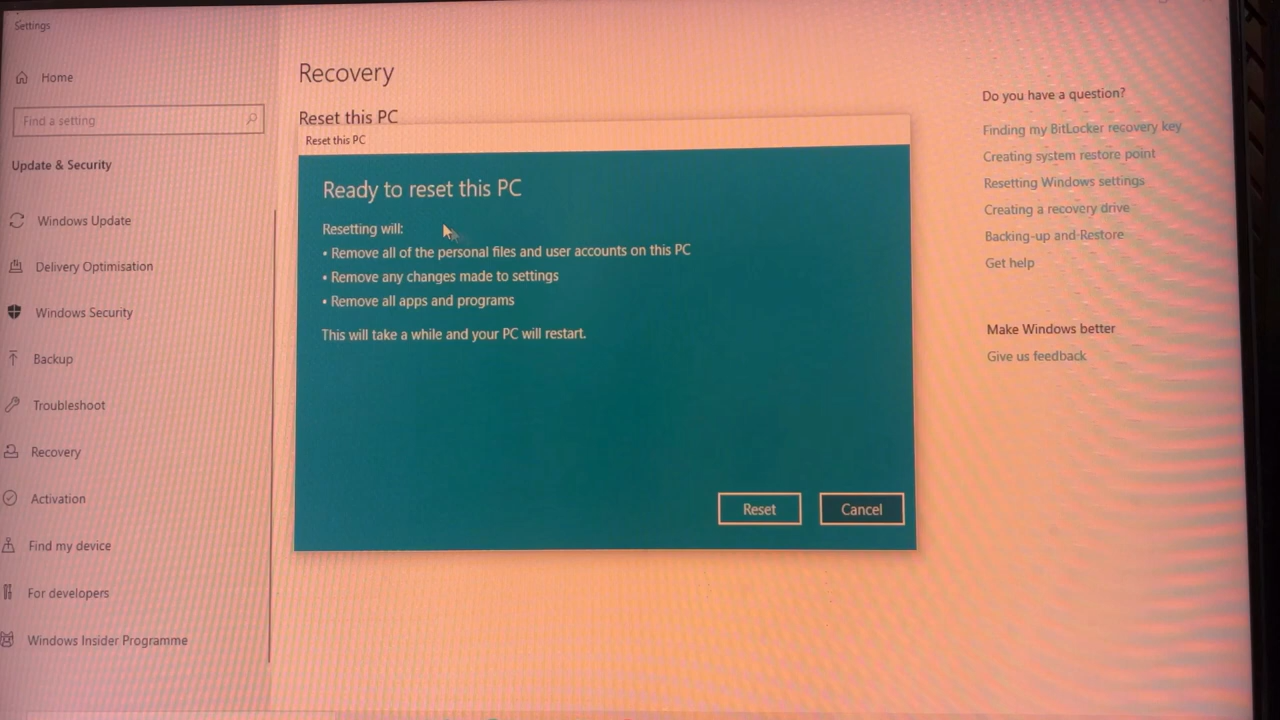 Settings
Home
Find a setting
Update & Security
Windows Update
Delivery Optimisation
Windows Security
Backup
Troubleshoot
Recovery
Activation
Find my device
For developers
Windows Insider Programme
Recovery
Reset this PC
Reset this PC
Ready to reset this PC
Resetting will:
• Remove all of the personal files and user accounts on this PC
• Remove any changes made to settings
• Remove all apps and programs
This will take a while and your PC will restart.
Reset
Cancel
Do you have a question?
Finding my BitLocker recovery key
Creating system restore point
Resetting Windows settings
Creating a recovery drive
Backing-up and Restore
Get help
Make Windows better
Give us feedback